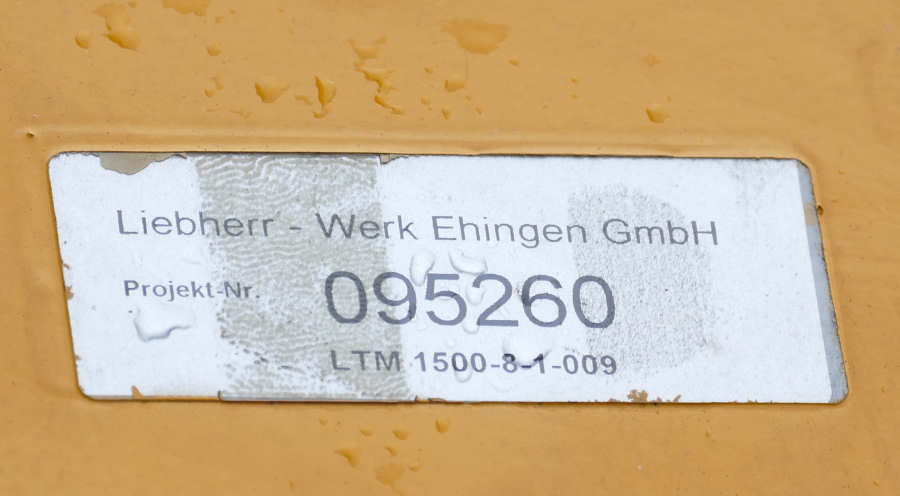 Liebherr - Werk Ehingen GmbH
Projekt-Nr. 095260
LTM 1500-8-1-009